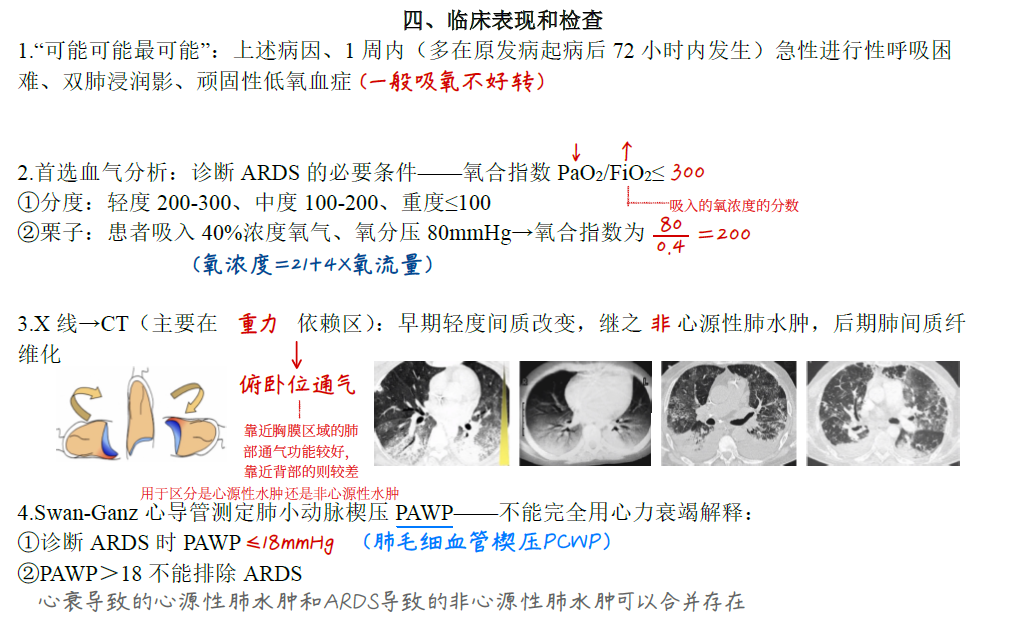 四、临床表现和检查
1.“可能可能最可能”：上述病因、1 周内（多在原发病起病后 72 小时内发生）急性进行性呼吸困
难、双肺浸润影、顽固性低氧血症（一般吸氧不好转）
2.首选血气分析：诊断 ARDS 的必要条件——氧合指数 PaO₂/FiO₂≤ 300
①分度：轻度 200-300、中度 100-200、重度≤100
吸入的氧浓度的分数
②栗子：患者吸入 40%浓度氧气、氧分压 80mmHg→氧合指数为 80/0.4 =200
（氧浓度=21+4X氧流量）
3.X 线→CT（主要在 重力 依赖区）：早期轻度间质改变，继之 非 心源性肺水肿，后期肺间质纤
维化
俯卧位通气
靠近胸膜区域的肺
部通气功能较好,
靠近背部的则较差
用于区分是心源性水肿还是非心源性水肿
4.Swan-Ganz 心导管测定肺小动脉楔压 PAWP——不能完全用心力衰竭解释：
①诊断 ARDS 时 PAWP ≤18mmHg （肺毛细血管楔压PCWP）
②PAWP＞18 不能排除 ARDS
心衰导致的心源性肺水肿和ARDS导致的非心源性肺水肿可以合并存在